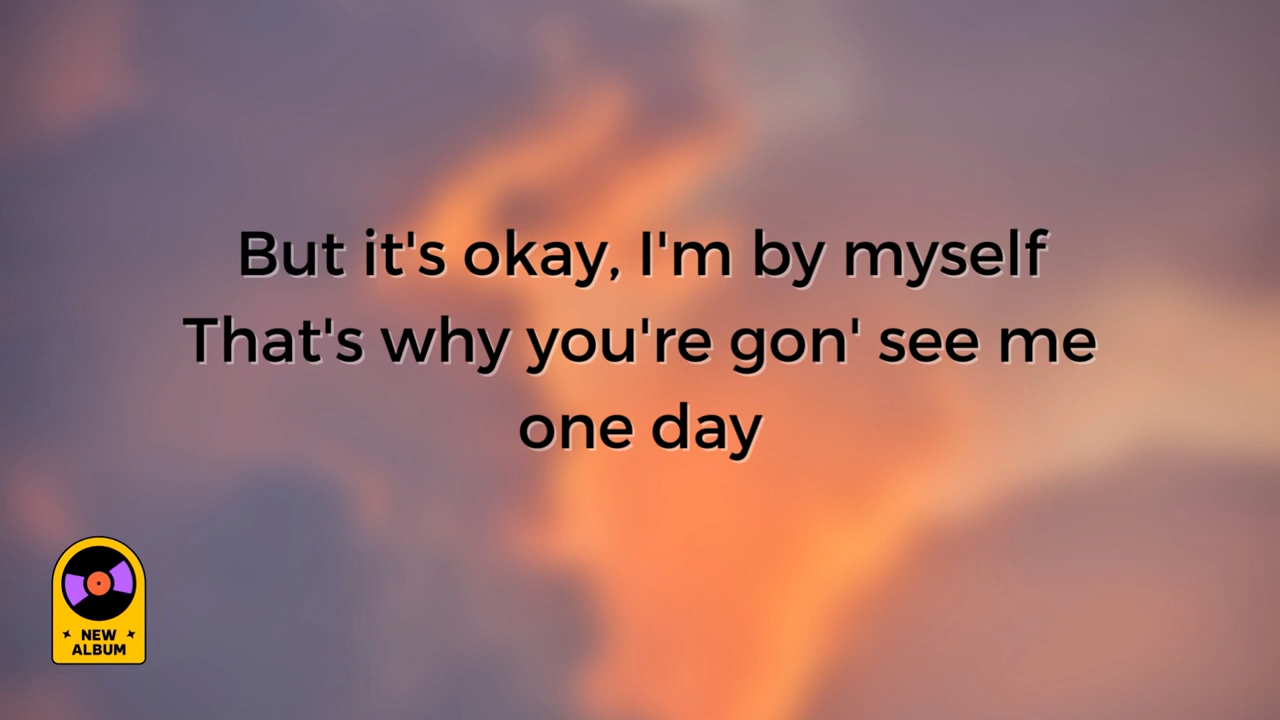 But it's okay, I'm by myself
That's why you're gon' see me
one day
NEW
ALBUM